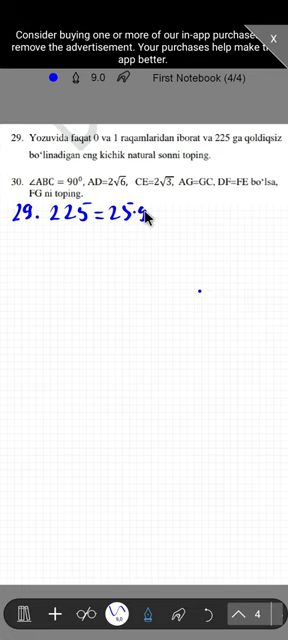 Consider buying one or more of our in-app purchase
remove the advertisement. Your purchases help make t
app better.
X
9.0
First Notebook (4/4)
29. Yozuvida faqat 0 va 1 raqamlaridan iborat va 225 ga qoldiqsiz
bo‘linadigan eng kichik natural sonni toping.
30. ∠ABC = 90⁰, AD=2√6, CE=2√3, AG=GC, DF=FE bo‘lsa,
FG ni toping.
29. 225=25·9
9,0
4